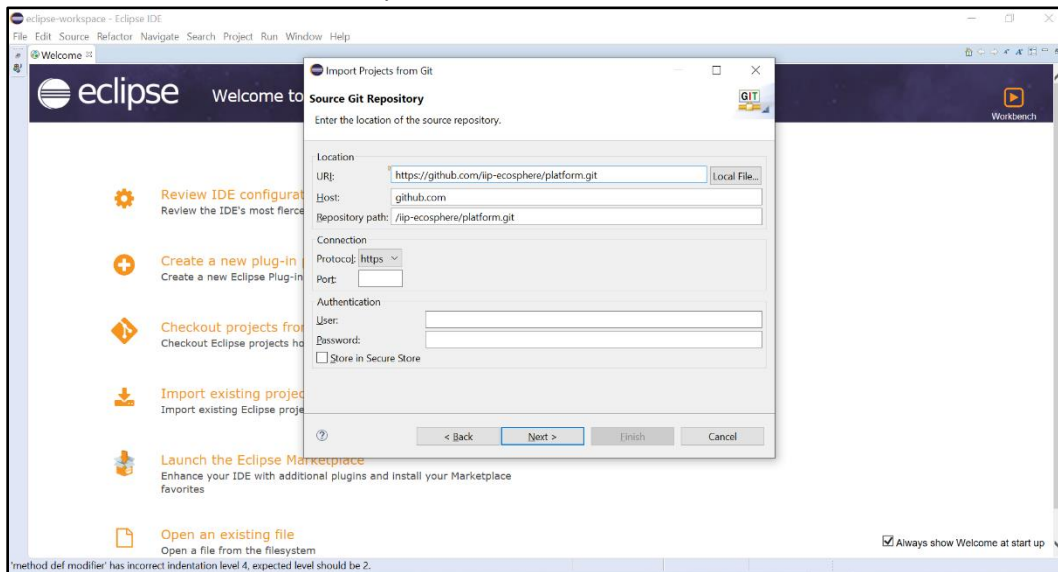 eclipse-workspace - Eclipse IDE
File Edit Source Refactor Navigate Search Project Run Window Help
Welcome
eclipse Welcome to
Workbench
Import Projects from Git
Source Git Repository
Enter the location of the source repository.
GIT
Location
URI: https://github.com/iip-ecosphere/platform.git Local File...
Host: github.com
Repository path: /iip-ecosphere/platform.git
Connection
Protocol: https
Port:
Authentication
User:
Password:
Store in Secure Store
< Back Next > Finish Cancel
Review IDE configurat
Review the IDE's most fierce
Create a new plug-in
Create a new Eclipse Plug-in
Checkout projects fro
Checkout Eclipse projects ho
Import existing projec
Import existing Eclipse proje
Launch the Eclipse Marketplace
Enhance your IDE with additional plugins and install your Marketplace
favorites
Open an existing file
Open a file from the filesystem
Always show Welcome at start up
'method def modifier' has incorrect indentation level 4, expected level should be 2.